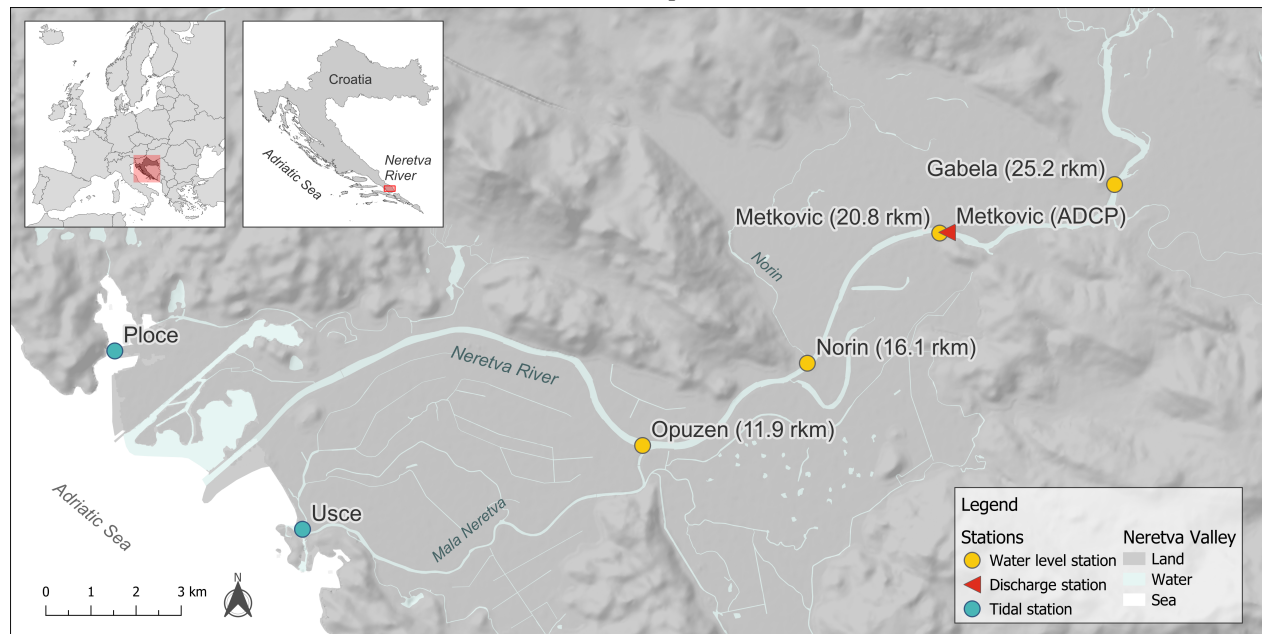 Croatia
Adriatic Sea
Neretva
River
Gabela (25.2 rkm)
Metkovic (20.8 rkm)
Metkovic (ADCP)
Norin
Ploce
Norin (16.1 rkm)
Neretva River
Opuzen (11.9 rkm)
Adriatic Sea
Usce
Mala Neretva
0 1 2 3 km
N
Legend
Stations
Water level station
Discharge station
Tidal station
Neretva Valley
Land
Water
Sea